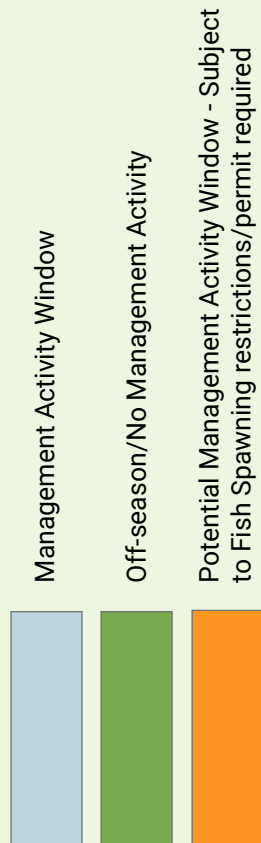 Management Activity Window
Off-season/No Management Activity
Potential Management Activity Window - Subject
to Fish Spawning restrictions/permit required